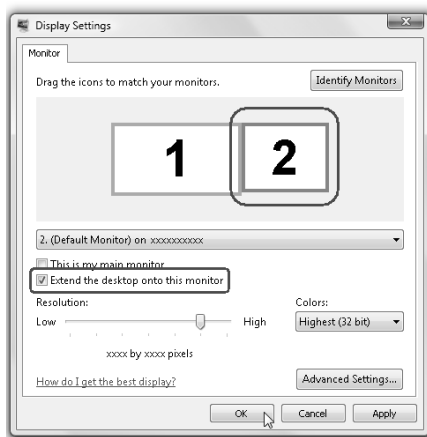 Display Settings
Monitor
Drag the icons to match your monitors.
Identify Monitors
1
2
2. (Default Monitor) on xxxxxxxxxx
This is my main monitor
Extend the desktop onto this monitor
Resolution:
Colors:
Low
High
Highest (32 bit)
xxxx by xxxx pixels
How do I get the best display?
Advanced Settings...
OK
Cancel
Apply